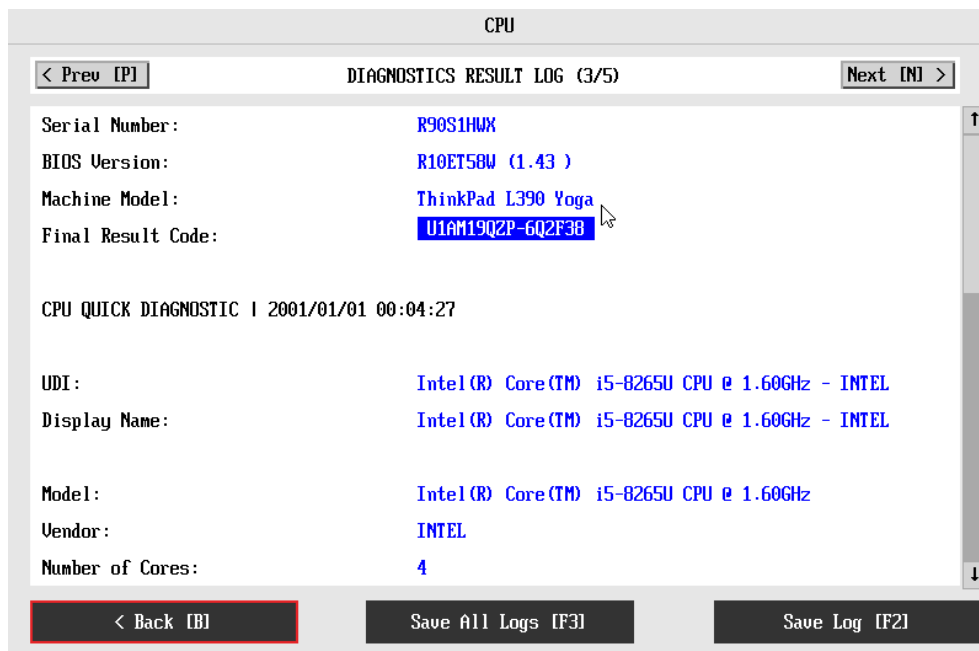 CPU
< Prev [P] DIAGNOSTICS RESULT LOG (3/5) Next [N] >
Serial Number: R90S1HWX
BIOS Version: R10ET58W (1.43 )
Machine Model: ThinkPad L390 Yoga
Final Result Code: U1AM19QZP-6Q2F38
CPU QUICK DIAGNOSTIC | 2001/01/01 00:04:27
UDI: Intel(R) Core(TM) i5-8265U CPU @ 1.60GHz - INTEL
Display Name: Intel(R) Core(TM) i5-8265U CPU @ 1.60GHz - INTEL
Model: Intel(R) Core(TM) i5-8265U CPU @ 1.60GHz
Vendor: INTEL
Number of Cores: 4
< Back [B] Save All Logs [F3] Save Log [F2]